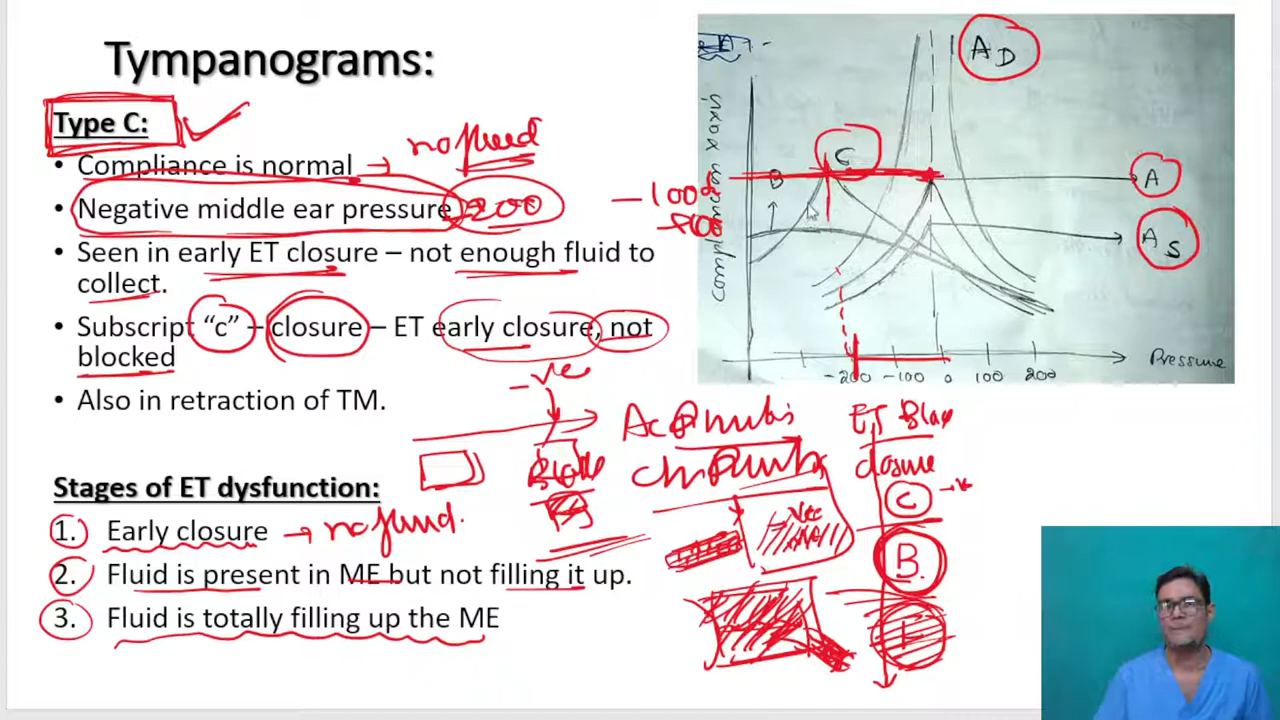 Tympanograms:
Type C:
• Compliance is normal → no fluid
• Negative middle ear pressure 200
• Seen in early ET closure – not enough fluid to
collect.
• Subscript “c” – closure – ET early closure, not
blocked
• Also in retraction of TM.
-ve
Stages of ET dysfunction:
1. Early closure → no fluid.
2. Fluid is present in ME but not filling it up.
3. Fluid is totally filling up the ME
A D
C
B
A
A S
-100
Pressure
-200 -100 0 100 200
ET
closure
C
B